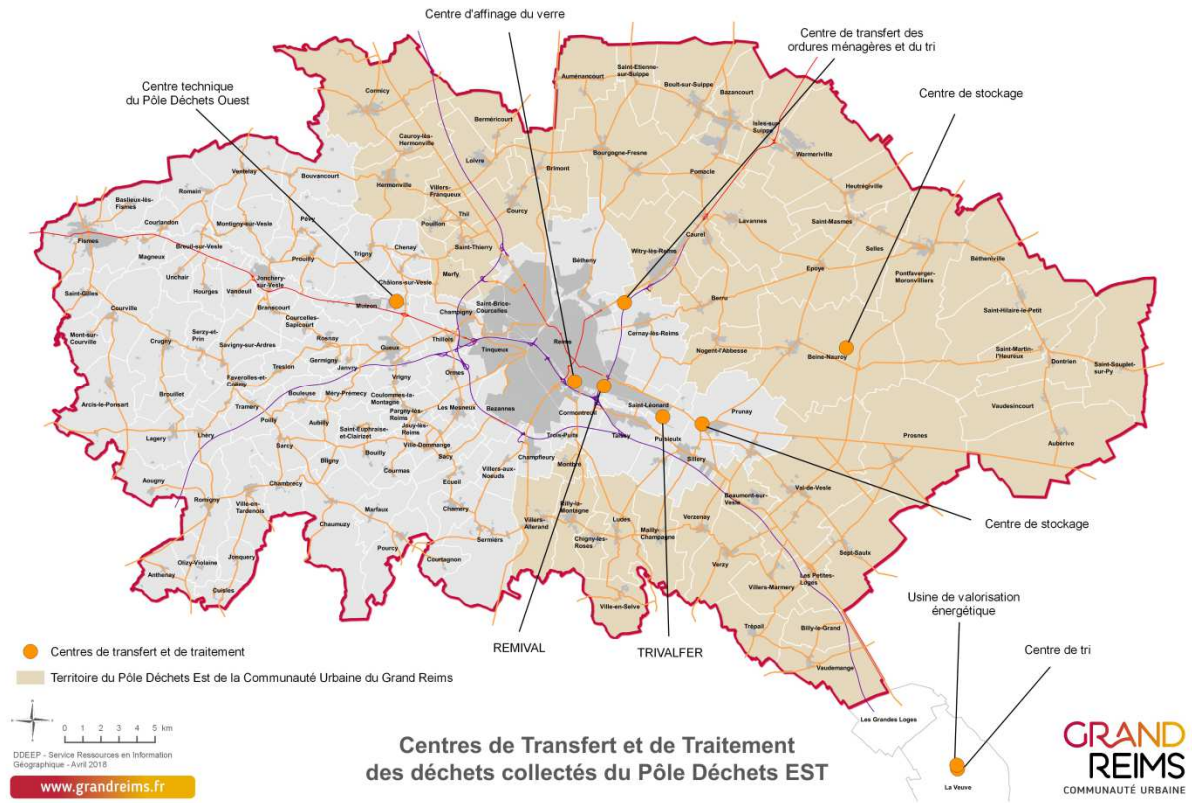 Centre d'affinage du verre
Centre de transfert des
ordures ménagères et du tri
Centre technique
du Pôle Déchets Ouest
Centre de stockage
Cormicy
Auménancourt
Saint-Etienne
sur-Suippe
Boult-sur-Suippe
Bazancourt
Isles-sur
Suippe
Warmeriville
Berméricourt
Cauroy-lès
Hermonville
Loivre
Bourgogne-Fresne
Brimont
Pomacle
Heutrégiville
Ventelay
Bouvancourt
Hermonville
Villers-
Franqueux
Courcy
Romain
Baslieux-lès-
Fismes
Courlandon
Montigny-sur-Vesle
Pévy
Thil
Pouillon
Lavannes
Saint-Masmes
Selles
Fismes
Breuil-sur-Vesle
Magneux
Prouilly
Trigny
Chenay
Saint-Thierry
Merfy
Bétheny
Witry-lès-Reims
Caurel
Epoye
Bétheniville
Pontfaverger-
Moronvilliers
Unchair
Jonchery-
sur-Vesle
Châlons-sur-Vesle
Saint-Gilles
Hourges
Vandeuil
Muizon
Champigny
Saint-Brice-
Courcelles
Berru
Courville
Branscourt
Courcelles-
Sapicourt
Saint-Hilaire-le-Petit
Mont-sur-
Courville
Crugny
Serzy-et-
Prin
Savigny-sur-Ardres
Rosnay
Gueux
Thillois
Tinqueux
Reims
Cernay-lès-Reims
Nogent-l'Abbesse
Beine-Nauroy
Saint-Martin-
l'Heureux
Dontrien
Saint-Souplet-
sur-Py
Germigny
Janvry
Treslon
Vrigny
Ormes
Faverolles-et-
Coëmy
Bouleuse
Méry-Prémecy
Coulommes-la-
Montagne
Arcis-le-Ponsart
Brouillet
Tramery
Poilly
Aubilly
Pargny-lès-
Reims
Les Mesneux
Bezannes
Cormontreuil
Saint-Léonard
Prunay
Vaudesincourt
Lagery
Lhéry
Sarcy
Saint-Euphraise-
et-Clairizet
Jouy-lès-
Reims
Ville-Dommange
Trois-Puits
Taissy
Puisieulx
Prosnes
Aubérive
Bligny
Bouilly
Sacy
Champfleury
Montbré
Sillery
Aougny
Courmas
Villers-aux-
Noeuds
Chambrecy
Ecueil
Val-de-Vesle
Romigny
Ville-en-
Tardenois
Marfaux
Chamery
Rilly-la-
Montagne
Beaumont-sur-
Vesle
Chaumuzy
Villers-
Allerand
Ludes
Mailly-
Champagne
Verzenay
Centre de stockage
Pourcy
Sermiers
Chigny-les-
Roses
Courtagnon
Verzy
Sept-Saulx
Olizy-Violaine
Jonquery
Anthenay
Cuisles
Villers-Marmery
Les Petites-
Loges
Ville-en-Selve
Usine de valorisation
énergétique
Trépail
Billy-le-Grand
REMIVAL
TRIVALFER
Centre de tri
Vaudemange
Centres de transfert et de traitement
Territoire du Pôle Déchets Est de la Communauté Urbaine du Grand Reims
Les Grandes Loges
0 1 2 3 4 5 km
DDEEP - Service Ressources en Information
Géographique - Avril 2018
www.grandreims.fr
Centres de Transfert et de Traitement
des déchets collectés du Pôle Déchets EST
La Veuve
GRAND
REIMS
COMMUNAUTÉ URBAINE